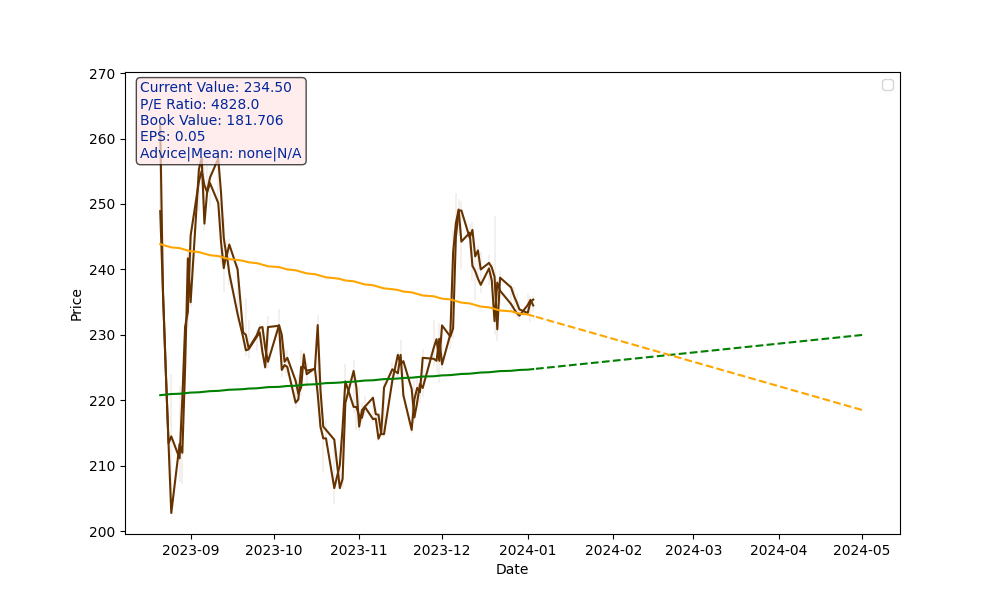 270
260
250
240
230
220
210
200
Price
Current Value: 234.50
P/E Ratio: 4828.0
Book Value: 181.706
EPS: 0.05
Advice|Mean: none|N/A
2023-09 2023-10 2023-11 2023-12 2024-01 2024-02 2024-03 2024-04 2024-05
Date